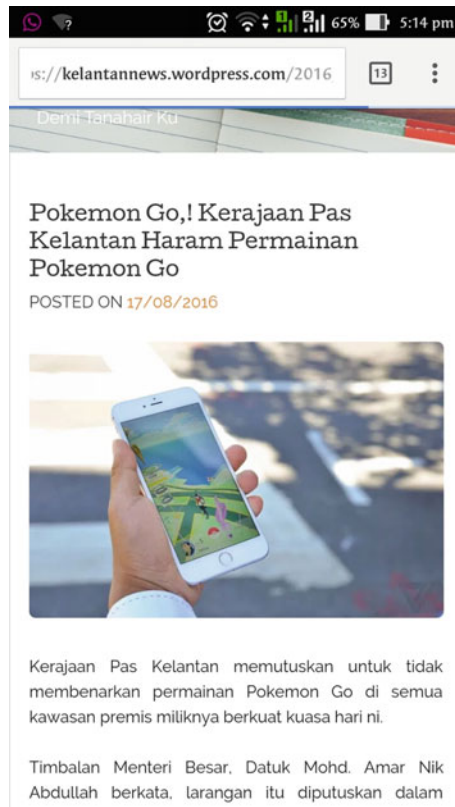 65% 5:14 pm
s://kelantannews.wordpress.com/2016
13
Demi Tanahair Ku
Pokemon Go,! Kerajaan Pas
Kelantan Haram Permainan
Pokemon Go
POSTED ON 17/08/2016
Kerajaan Pas Kelantan memutuskan untuk tidak
membenarkan permainan Pokemon Go di semua
kawasan premis miliknya berkuat kuasa hari ni.
Timbalan Menteri Besar, Datuk Mohd. Amar Nik
Abdullah berkata, larangan itu diputuskan dalam